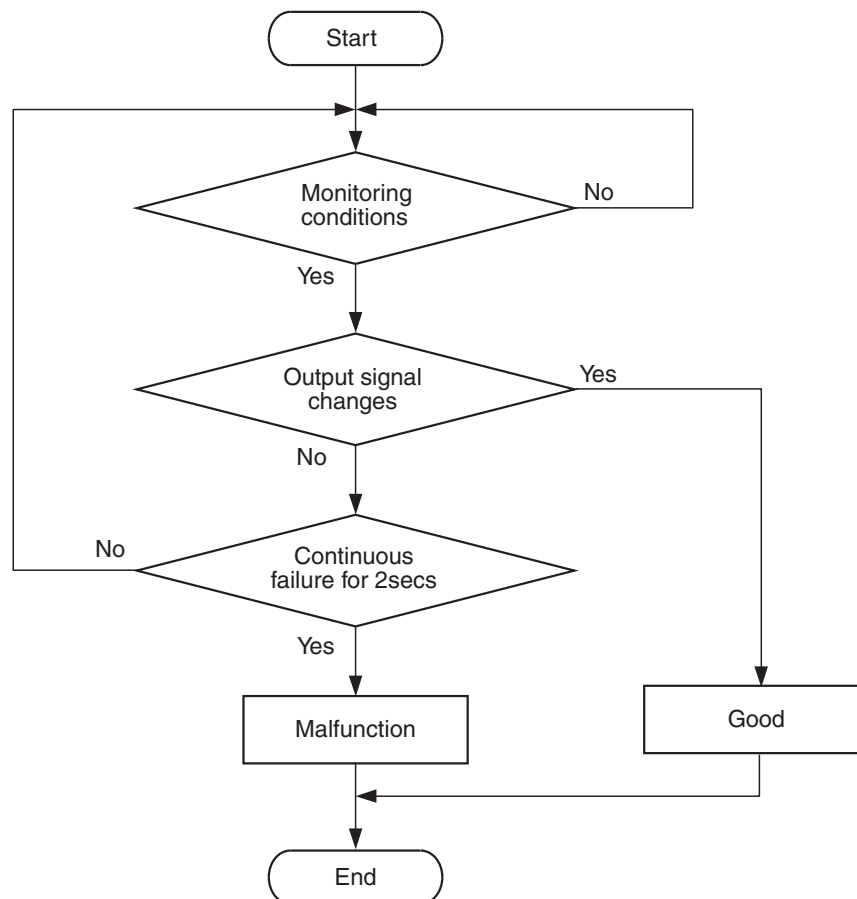 Start
Monitoring
conditions
No
Yes
Output signal
changes
Yes
No
Continuous
failure for 2secs
No
Yes
Malfunction
Good
End